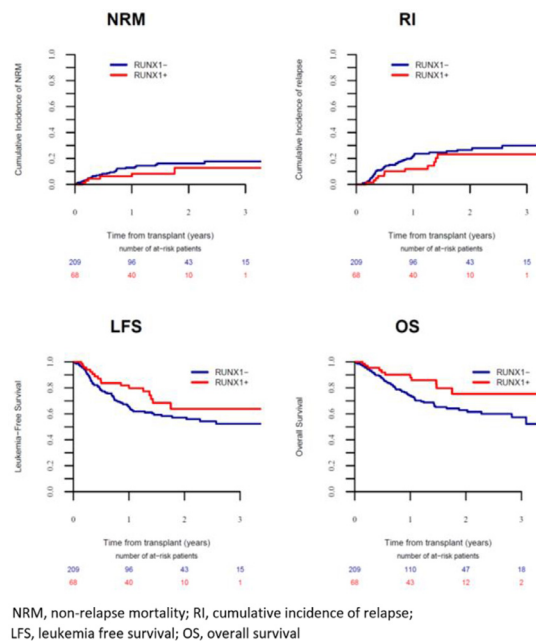 NRM
RI
Cumulative Incidence of NRM
1.0
0.8
0.6
0.4
0.2
0.0
RUNX1−
RUNX1+
0 1 2 3
Time from transplant (years)
number of at−risk patients
209 96 43 15
68 40 10 1
Cumulative Incidence of relapse
1.0
0.8
0.6
0.4
0.2
0.0
RUNX1−
RUNX1+
0 1 2 3
Time from transplant (years)
number of at−risk patients
209 96 43 15
68 40 10 1
LFS
OS
Leukemia−Free Survival
1.0
0.8
0.6
0.4
0.2
0.0
RUNX1−
RUNX1+
0 1 2 3
Time from transplant (years)
number of at−risk patients
209 96 43 15
68 40 10 1
Overall Survival
1.0
0.8
0.6
0.4
0.2
0.0
RUNX1−
RUNX1+
0 1 2 3
Time from transplant (years)
number of at−risk patients
209 110 47 18
68 43 12 2
NRM, non-relapse mortality; RI, cumulative incidence of relapse;
LFS, leukemia free survival; OS, overall survival